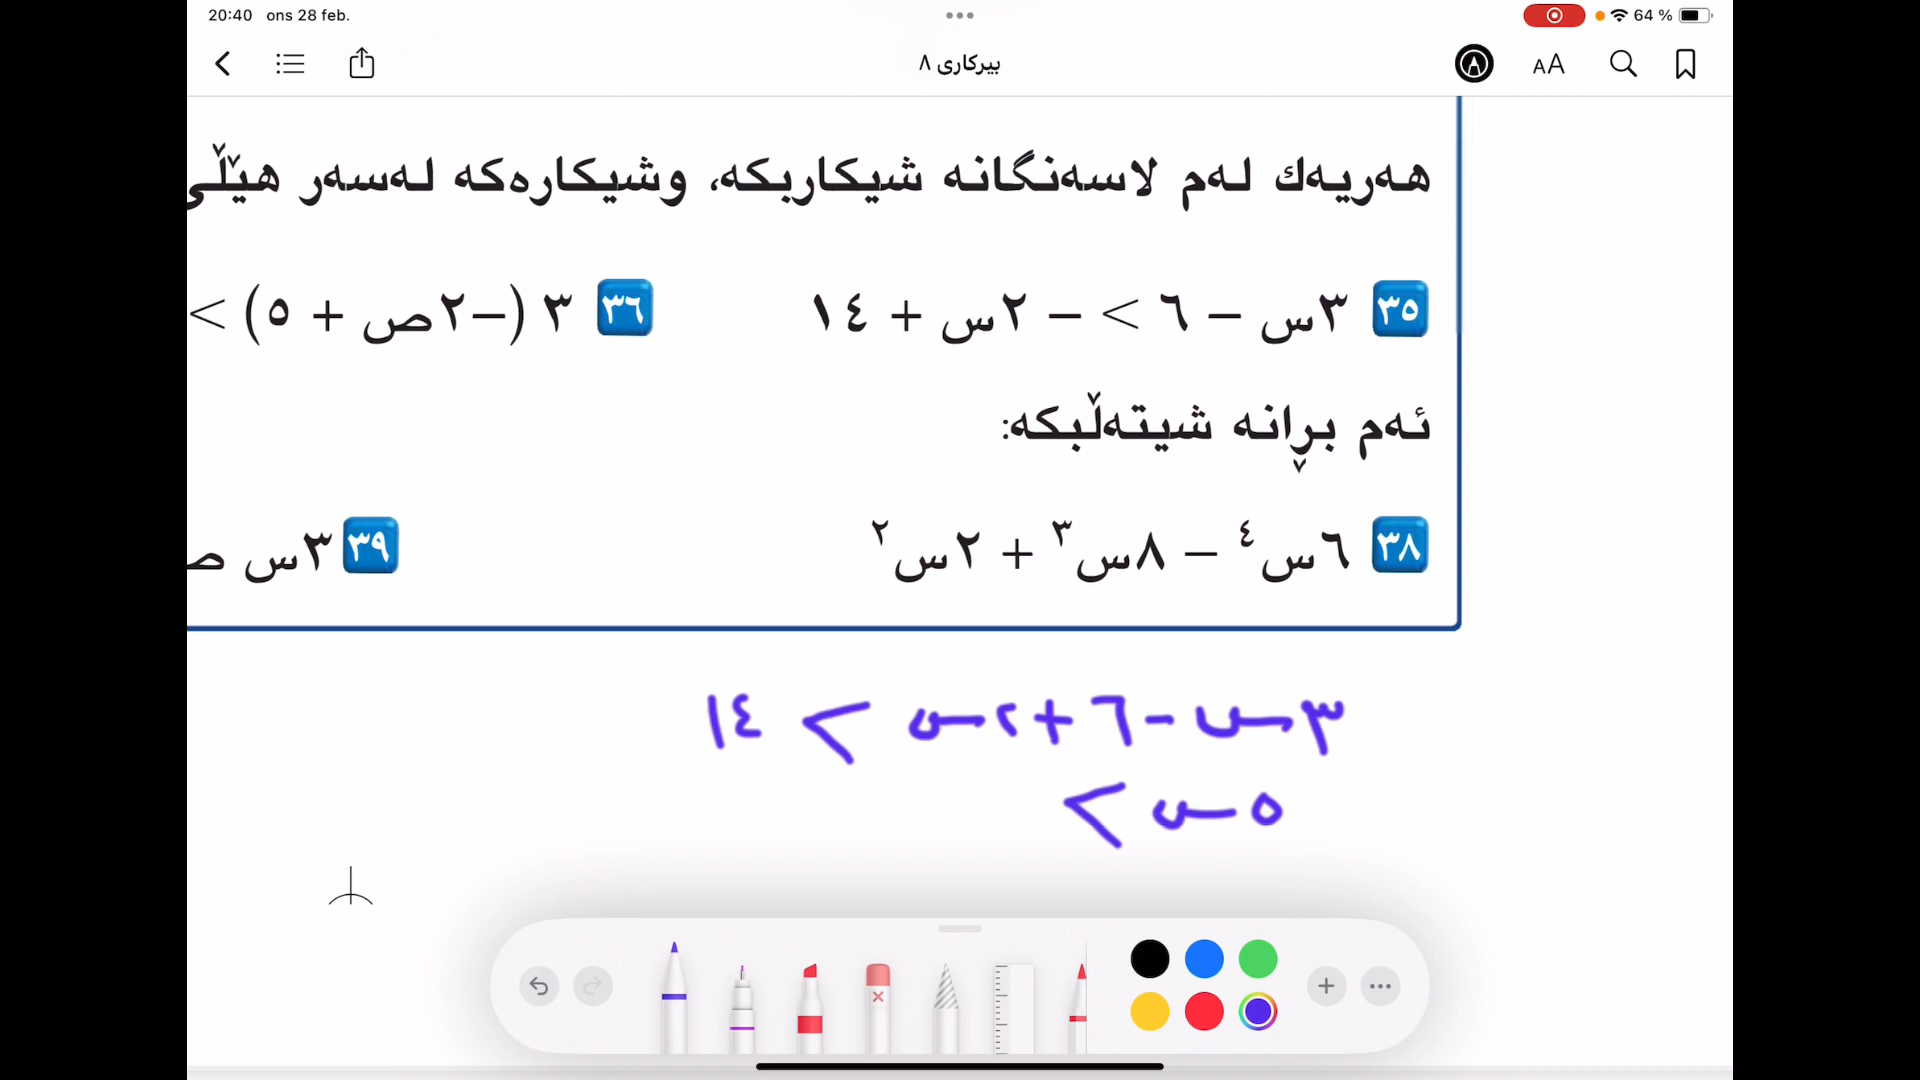 20:40 ons 28 feb.
64 %
بیرکاری ٨
AA
هەریەك لەم لاسەنگانە شیکاربکە، وشیکارەکە لەسەر هێڵی
٣٥ ٣س − ٦ < − ٢س + ١٤
٣٦ ٣ (−٢ص + ٥) <
ئەم بڕانە شیتەڵبکە:
٣٨ ٦س٤ − ٨س٣ + ٢س٢
٣٩ ٣س ص
٣س − ٦ + ٢س < ١٤
٥س <